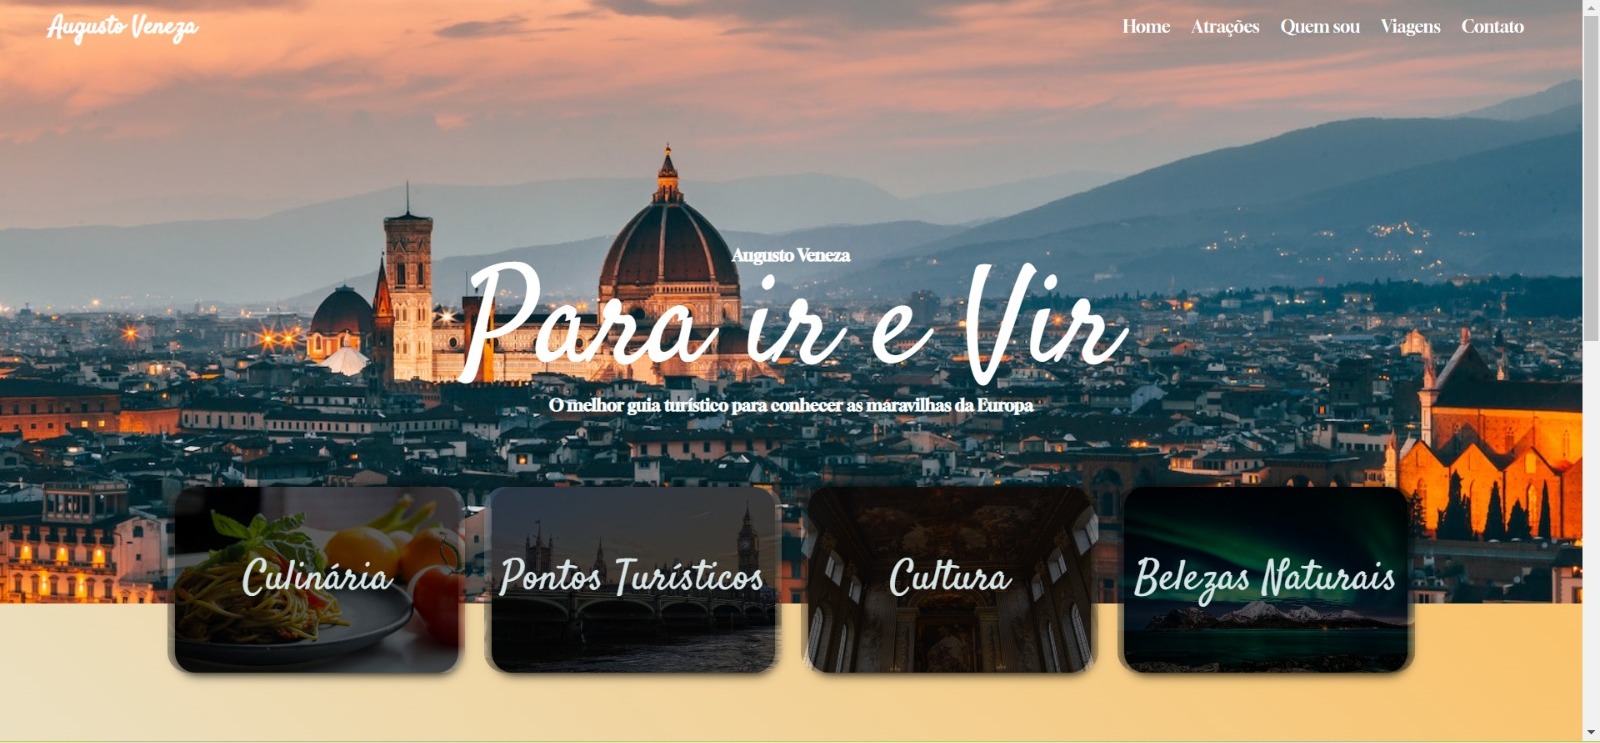 Augusto Veneza
Home Atrações Quem sou Viagens Contato
Augusto Veneza
Para ir e Vir
O melhor guia turístico para conhecer as maravilhas da Europa
Culinária
Pontos Turísticos
Cultura
Belezas Naturais